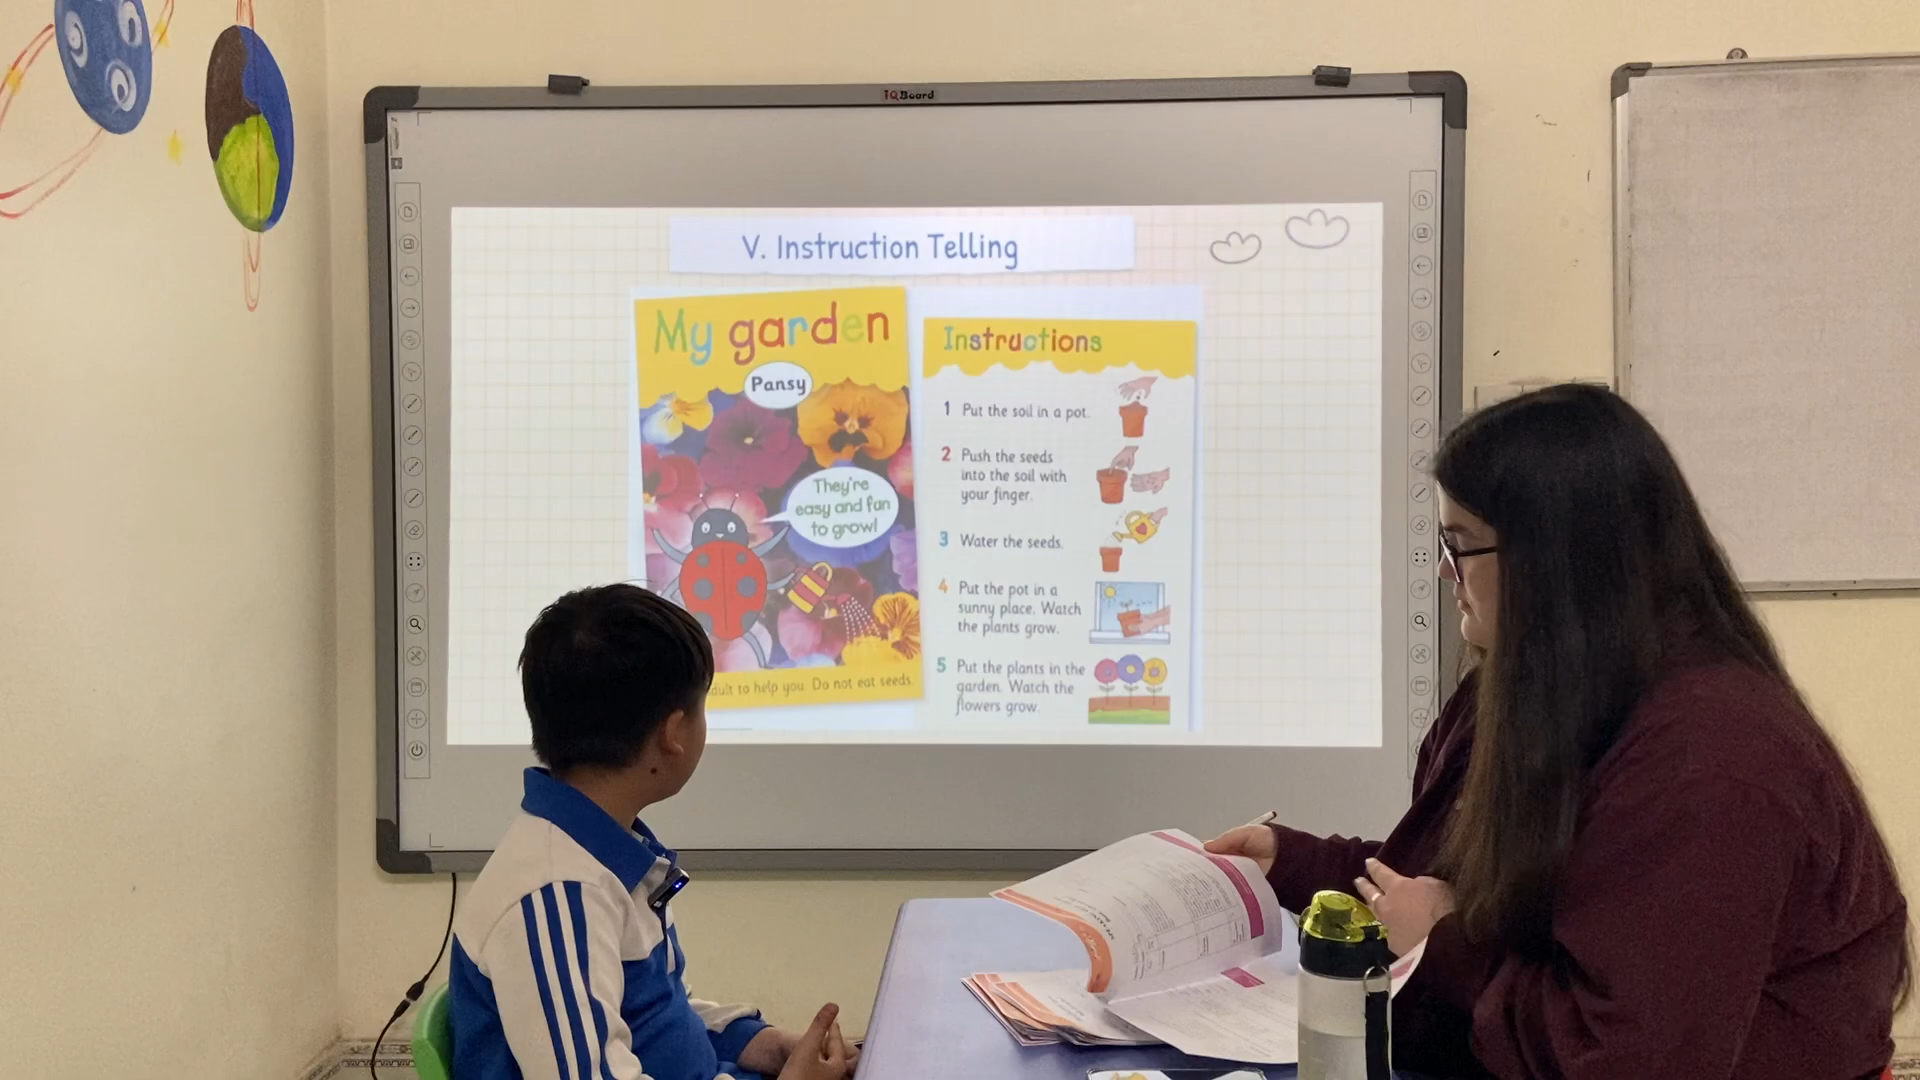 iQBoard
V. Instruction Telling
My garden
Pansy
They're
easy and fun
to grow!
to help you. Do not eat seeds.
Instructions
1 Put the soil in a pot.
2 Push the seeds
into the soil with
your finger.
3 Water the seeds.
4 Put the pot in a
sunny place. Watch
the plants grow.
5 Put the plants in the
garden. Watch the
flowers grow.